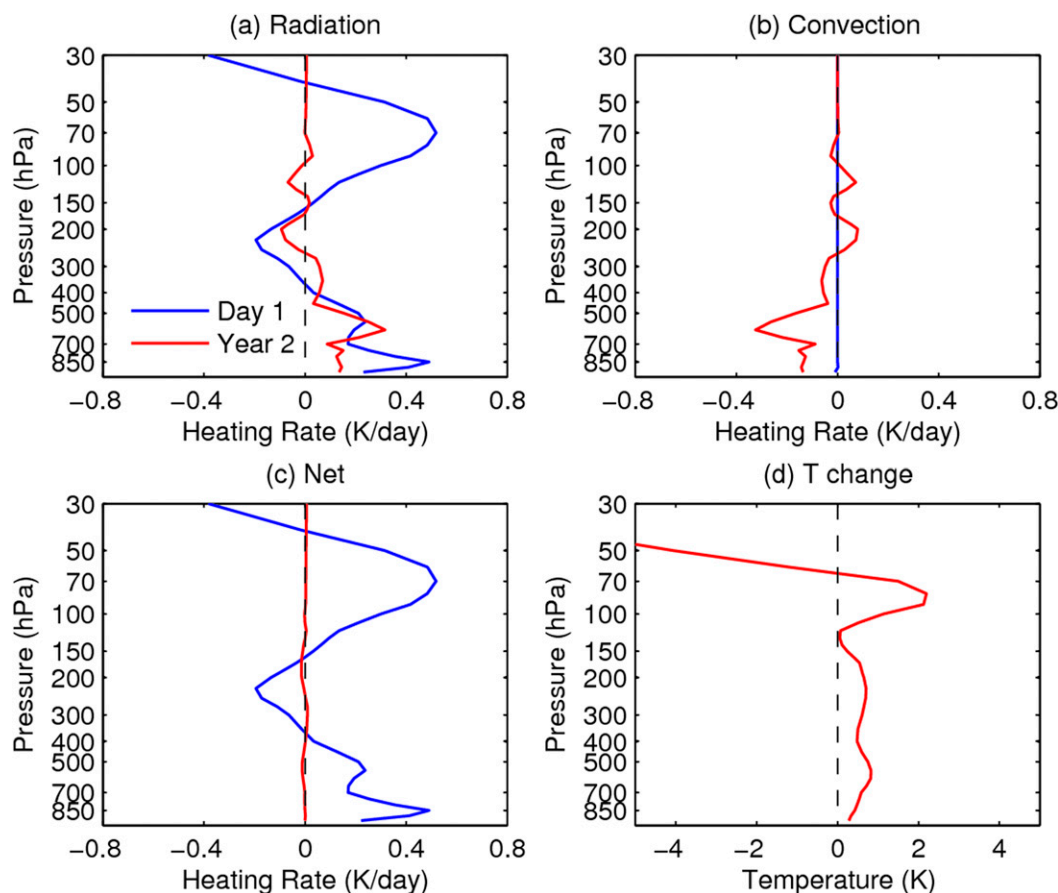 (a) Radiation
Pressure (hPa)
30
50
70
100
150
200
300
400
500
700
850
Day 1
Year 2
−0.8 −0.4 0 0.4 0.8
Heating Rate (K/day)
(b) Convection
Pressure (hPa)
30
50
70
100
150
200
300
400
500
700
850
−0.8 −0.4 0 0.4 0.8
Heating Rate (K/day)
(c) Net
Pressure (hPa)
30
50
70
100
150
200
300
400
500
700
850
−0.8 −0.4 0 0.4 0.8
Heating Rate (K/day)
(d) T change
Pressure (hPa)
30
50
70
100
150
200
300
400
500
700
850
−4 −2 0 2 4
Temperature (K)